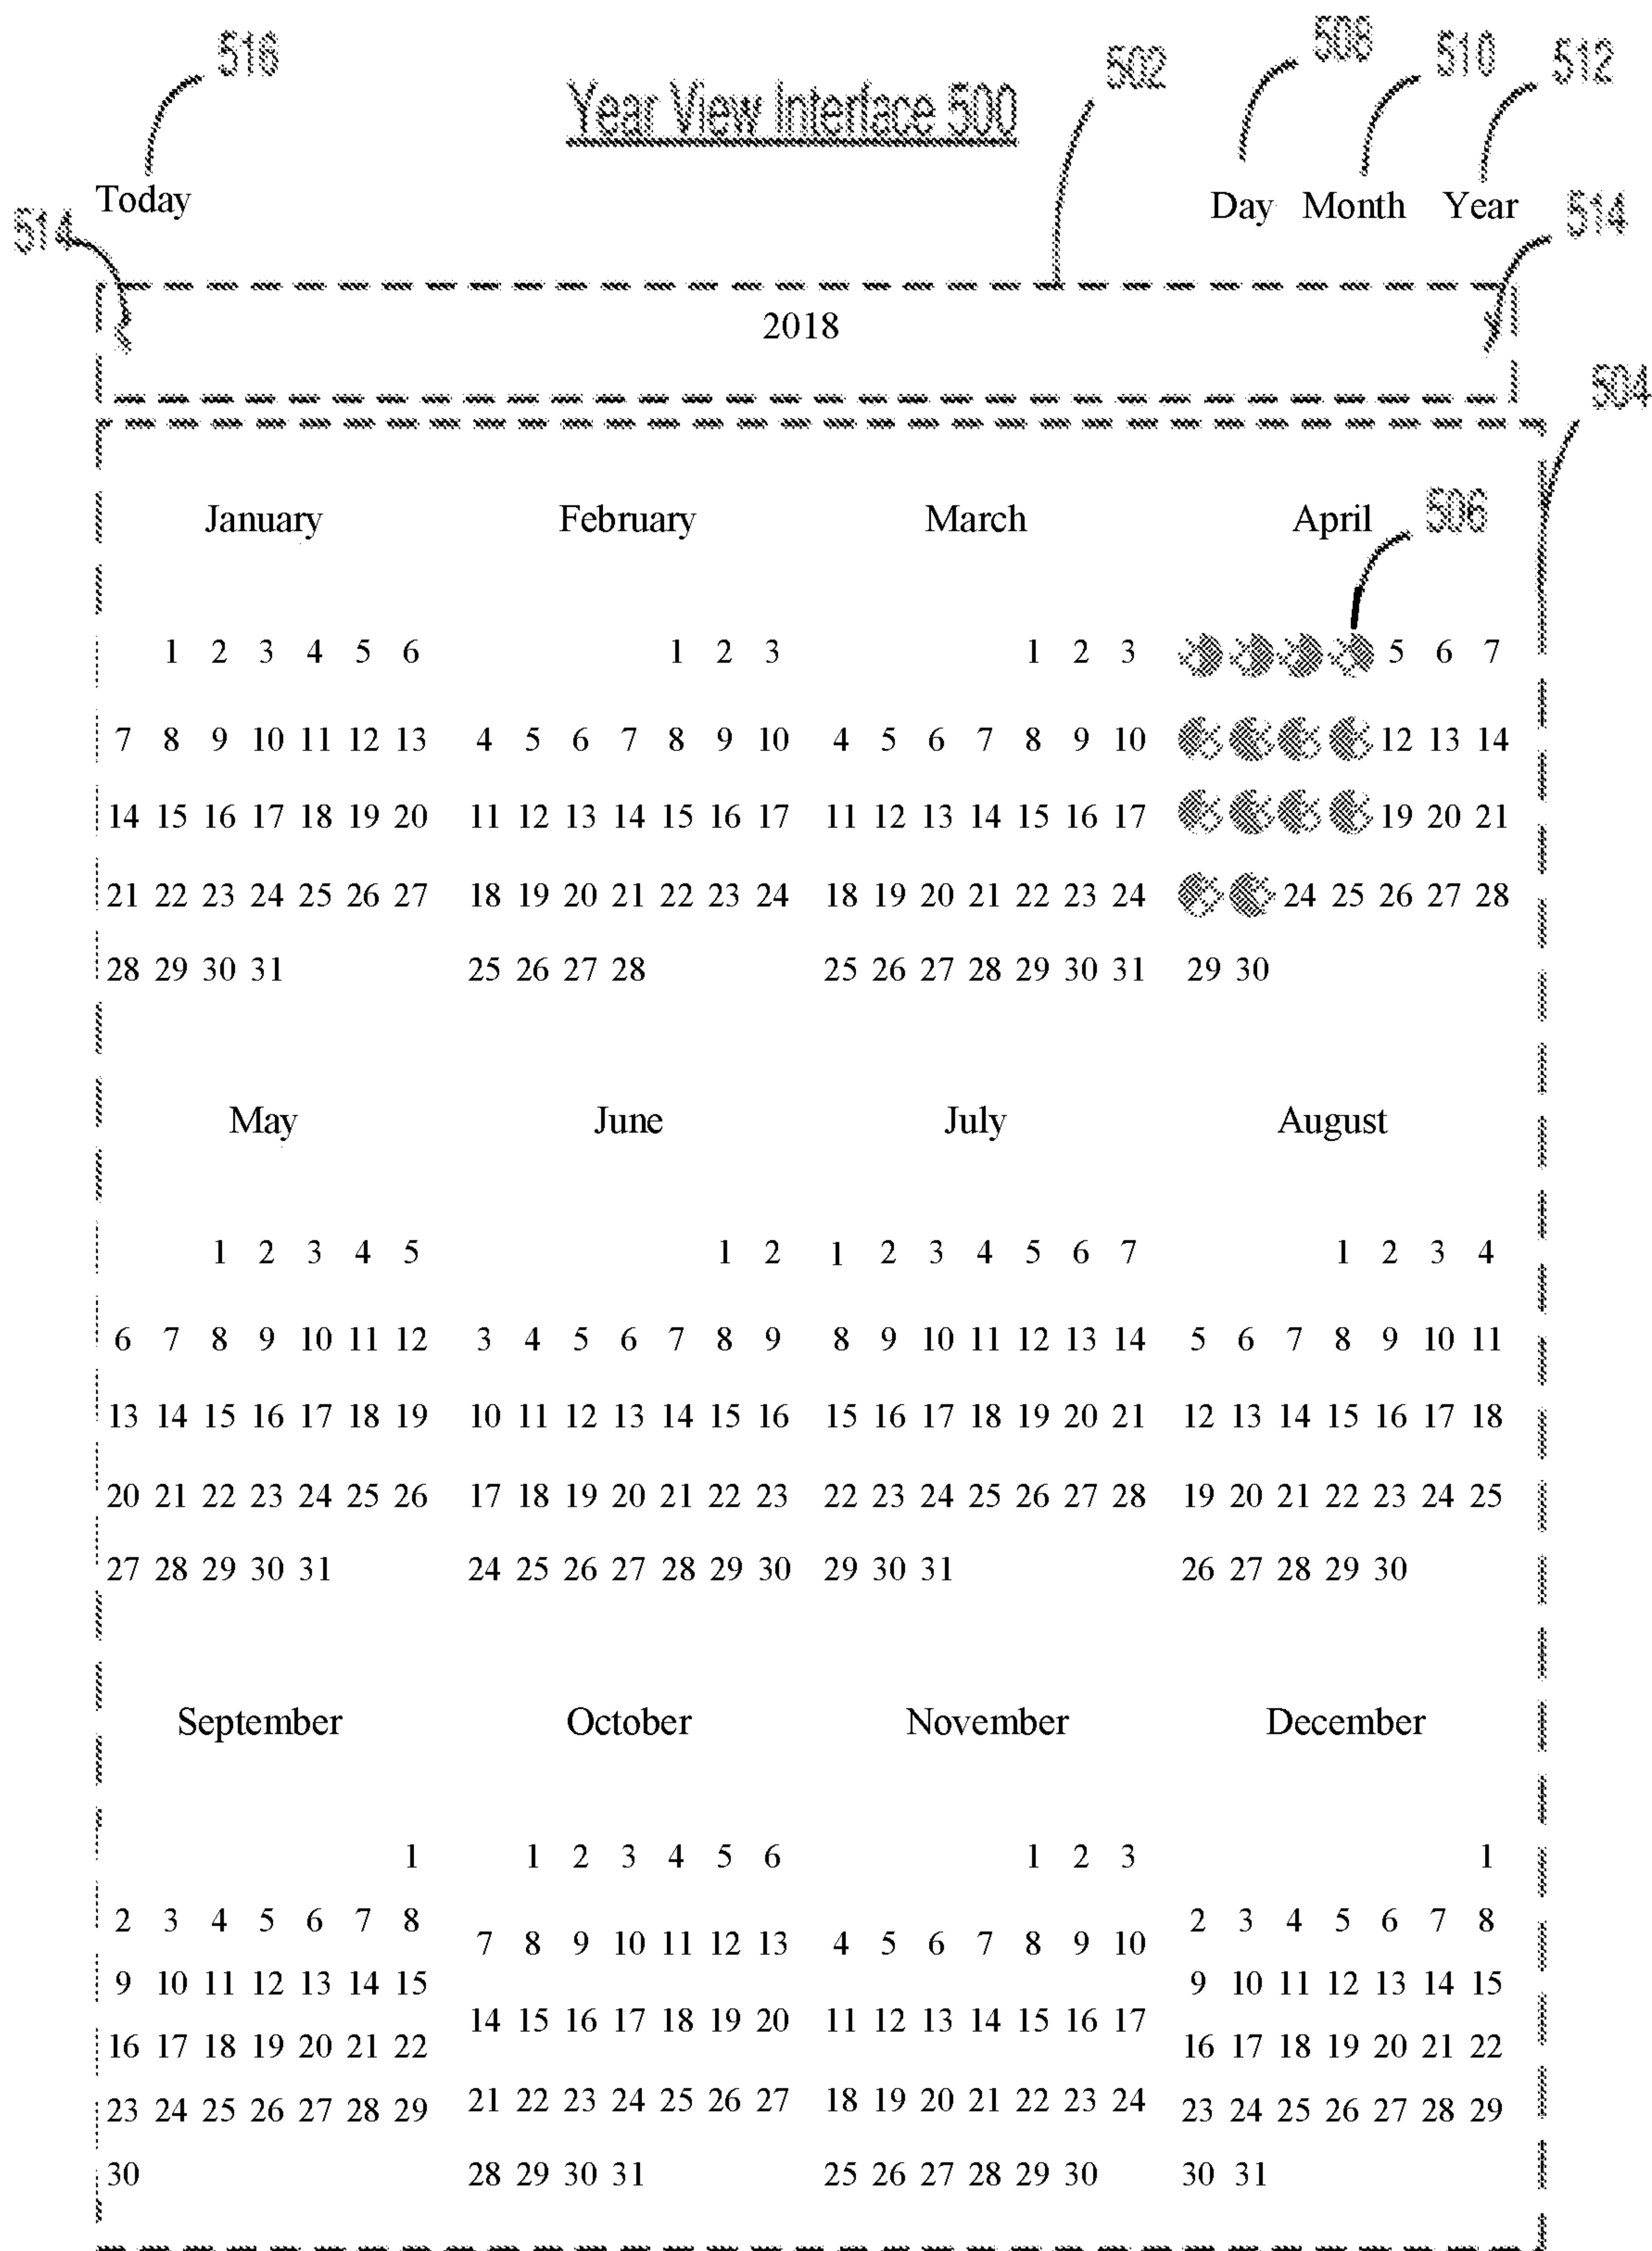 516 Year View Interface 500 502 508 510 512
Today Day Month Year
514 514
2018
504
January February March April 506
1 2 3 4 5 6 1 2 3 1 2 3 5 6 7
7 8 9 10 11 12 13 4 5 6 7 8 9 10 4 5 6 7 8 9 10 12 13 14
14 15 16 17 18 19 20 11 12 13 14 15 16 17 11 12 13 14 15 16 17 19 20 21
21 22 23 24 25 26 27 18 19 20 21 22 23 24 18 19 20 21 22 23 24 24 25 26 27 28
28 29 30 31 25 26 27 28 25 26 27 28 29 30 31 29 30
May June July August
1 2 3 4 5 1 2 1 2 3 4 5 6 7 1 2 3 4
6 7 8 9 10 11 12 3 4 5 6 7 8 9 8 9 10 11 12 13 14 5 6 7 8 9 10 11
13 14 15 16 17 18 19 10 11 12 13 14 15 16 15 16 17 18 19 20 21 12 13 14 15 16 17 18
20 21 22 23 24 25 26 17 18 19 20 21 22 23 22 23 24 25 26 27 28 19 20 21 22 23 24 25
27 28 29 30 31 24 25 26 27 28 29 30 29 30 31 26 27 28 29 30
September October November December
1 1 2 3 4 5 6 1 2 3 1
2 3 4 5 6 7 8 7 8 9 10 11 12 13 4 5 6 7 8 9 10 2 3 4 5 6 7 8
9 10 11 12 13 14 15 14 15 16 17 18 19 20 11 12 13 14 15 16 17 9 10 11 12 13 14 15
16 17 18 19 20 21 22 21 22 23 24 25 26 27 18 19 20 21 22 23 24 16 17 18 19 20 21 22
23 24 25 26 27 28 29 28 29 30 31 25 26 27 28 29 30 23 24 25 26 27 28 29
30 30 31